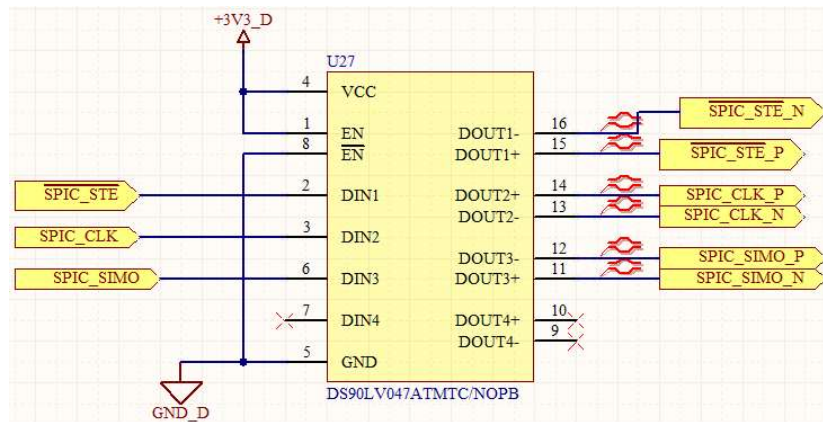 +3V3_D
U27
4 VCC
1 EN DOUT1- 16 SPIC_STE_N
8 EN DOUT1+ 15 SPIC_STE_P
SPIC_STE 2 DIN1 DOUT2+ 14 SPIC_CLK_P
DOUT2- 13 SPIC_CLK_N
SPIC_CLK 3 DIN2
DOUT3- 12 SPIC_SIMO_P
SPIC_SIMO 6 DIN3 DOUT3+ 11 SPIC_SIMO_N
7 DIN4 DOUT4+ 10
DOUT4- 9
5 GND
GND_D
DS90LV047ATMTC/NOPB